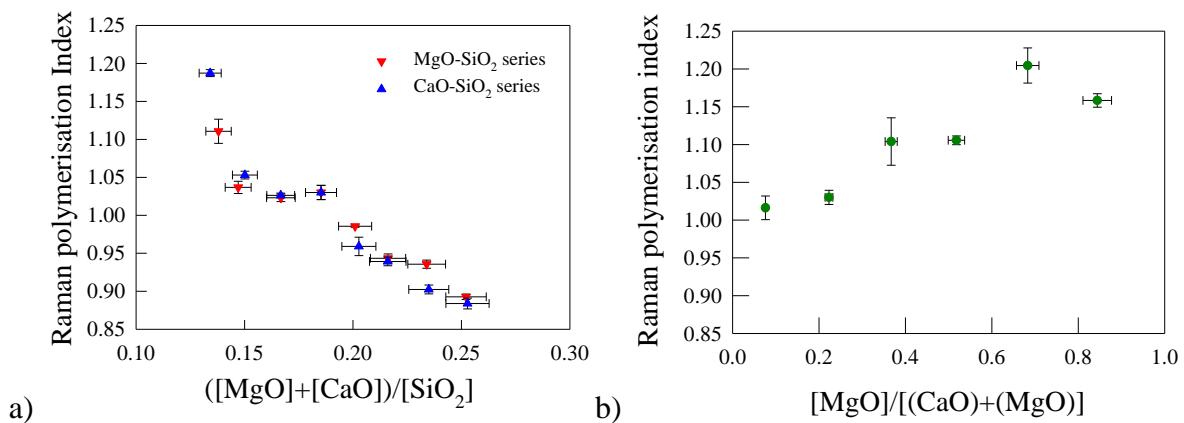 Raman polymerisation Index
1.25
1.20
1.15
1.10
1.05
1.00
0.95
0.90
0.85
MgO-SiO₂ series
CaO-SiO₂ series
0.10 0.15 0.20 0.25 0.30
([MgO]+[CaO])/[SiO₂]
a)
Raman polymerisation index
1.25
1.20
1.15
1.10
1.05
1.00
0.95
0.90
0.85
0.0 0.2 0.4 0.6 0.8 1.0
[MgO]/[(CaO)+(MgO)]
b)